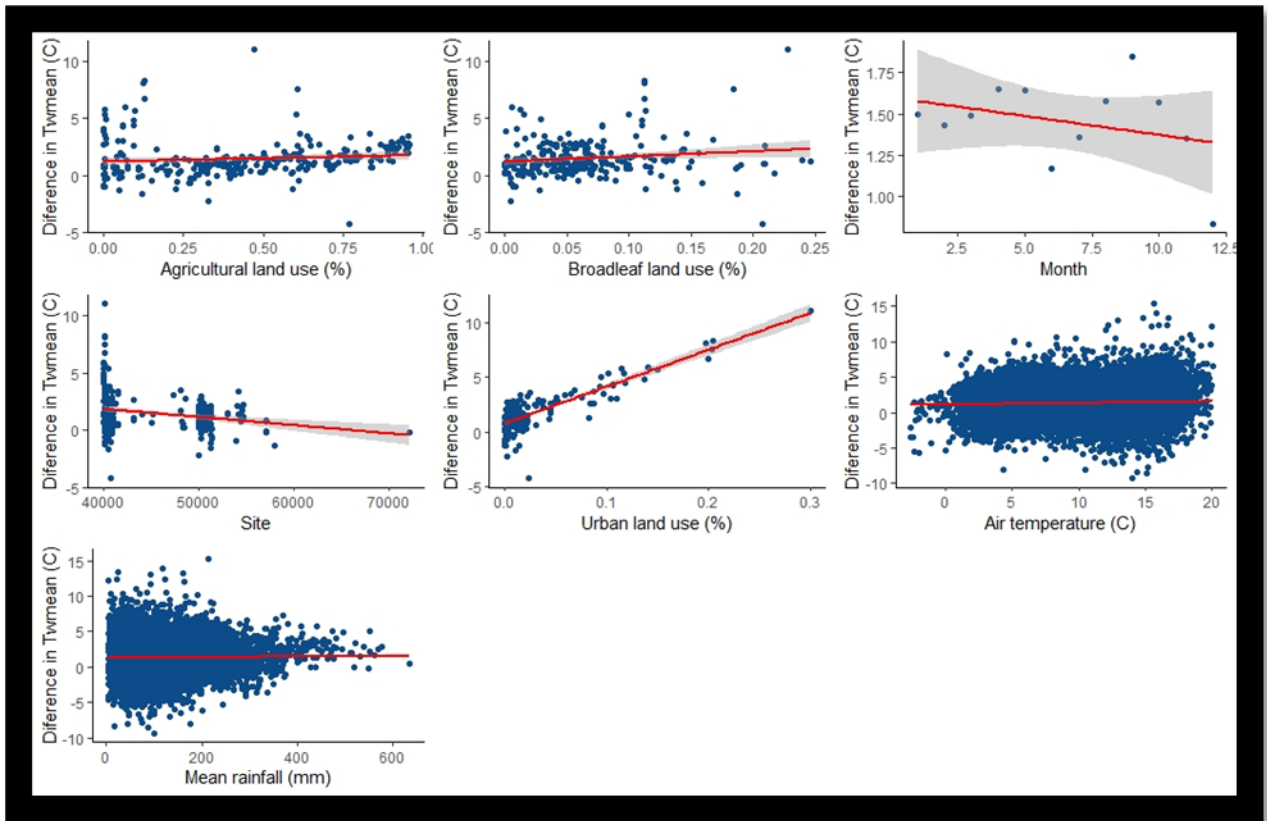 Diference in Twmean (C)
10
5
0
-5
0.00 0.25 0.50 0.75 1.0
Agricultural land use (%)
Diference in Twmean (C)
10
5
0
-5
0.00 0.05 0.10 0.15 0.20 0.25
Broadleaf land use (%)
Diference in Twmean (C)
1.75
1.50
1.25
1.00
2.5 5.0 7.5 10.0 12.5
Month
Diference in Twmean (C)
10
5
0
-5
40000 50000 60000 70000
Site
Diference in Twmean (C)
10
5
0
-5
0.0 0.1 0.2 0.3
Urban land use (%)
Diference in Twmean (C)
15
10
5
0
-5
-10
0 5 10 15 20
Air temperature (C)
Diference in Twmean (C)
15
10
5
0
-5
-10
0 200 400 600
Mean rainfall (mm)